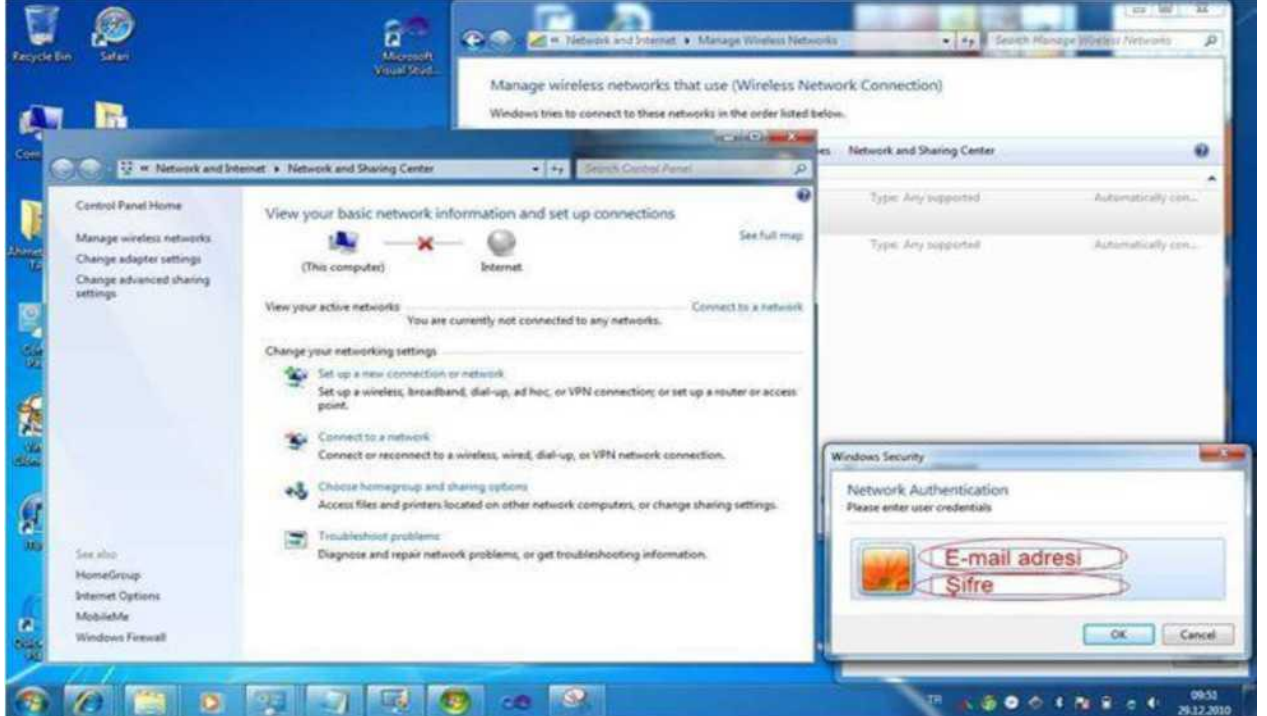 Recycle Bin
Safari
Microsoft
Visual Stud...
Network and Internet
Manage Wireless Networks
Search Manage Wireless Networks
Manage wireless networks that use (Wireless Network Connection)
Windows tries to connect to these networks in the order listed below.
Network and Sharing Center
Type: Any supported
Automatically con...
Type: Any supported
Automatically con...
Network and Internet
Network and Sharing Center
Search Control Panel
Control Panel Home
Manage wireless networks
Change adapter settings
Change advanced sharing
settings
See also
HomeGroup
Internet Options
MobileMe
Windows Firewall
View your basic network information and set up connections
See full map
(This computer)
Internet
View your active networks
Connect to a network
You are currently not connected to any networks.
Change your networking settings
Set up a new connection or network
Set up a wireless, broadband, dial-up, ad hoc, or VPN connection; or set up a router or access
point.
Connect to a network
Connect or reconnect to a wireless, wired, dial-up, or VPN network connection.
Choose homegroup and sharing options
Access files and printers located on other network computers, or change sharing settings.
Troubleshoot problems
Diagnose and repair network problems, or get troubleshooting information.
Windows Security
Network Authentication
Please enter user credentials
E-mail adresi
Şifre
OK
Cancel
TR
09:51
29.12.2010